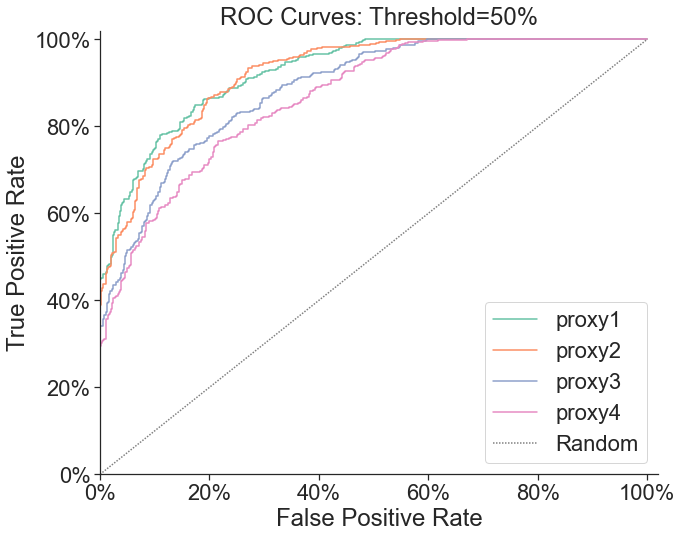 ROC Curves: Threshold=50%
100%
80%
60%
40%
20%
0%
True Positive Rate
proxy1
proxy2
proxy3
proxy4
Random
0%
20%
40%
60%
80%
100%
False Positive Rate